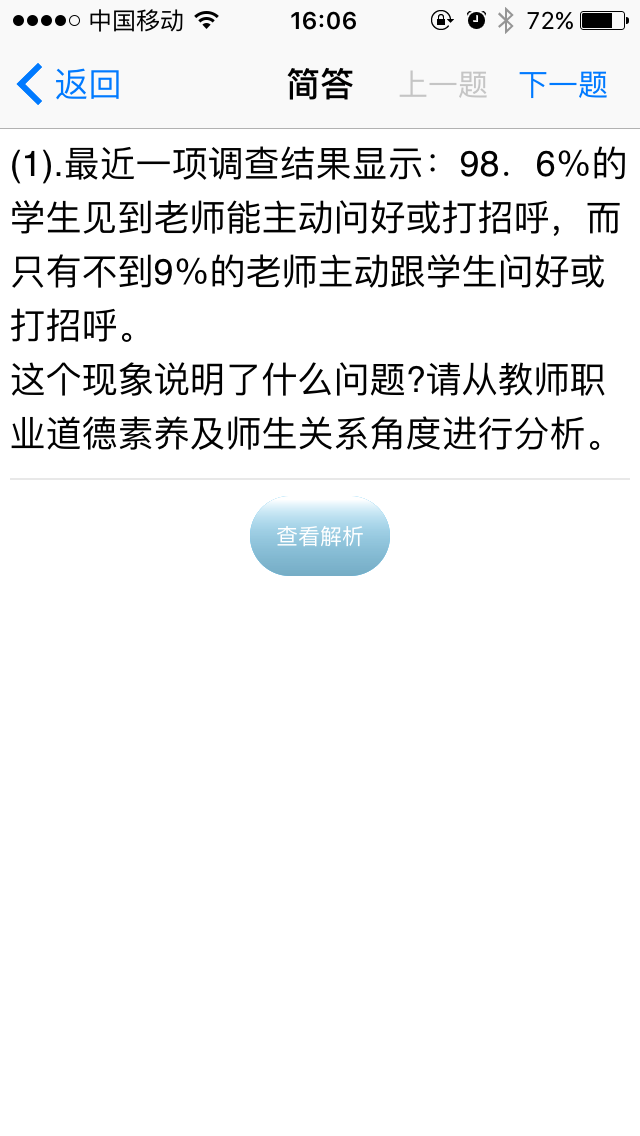 中国移动 16:06 72%
返回 简答 上一题 下一题
(1).最近一项调查结果显示：98．6%的
学生见到老师能主动问好或打招呼，而
只有不到9%的老师主动跟学生问好或
打招呼。
这个现象说明了什么问题?请从教师职
业道德素养及师生关系角度进行分析。
查看解析